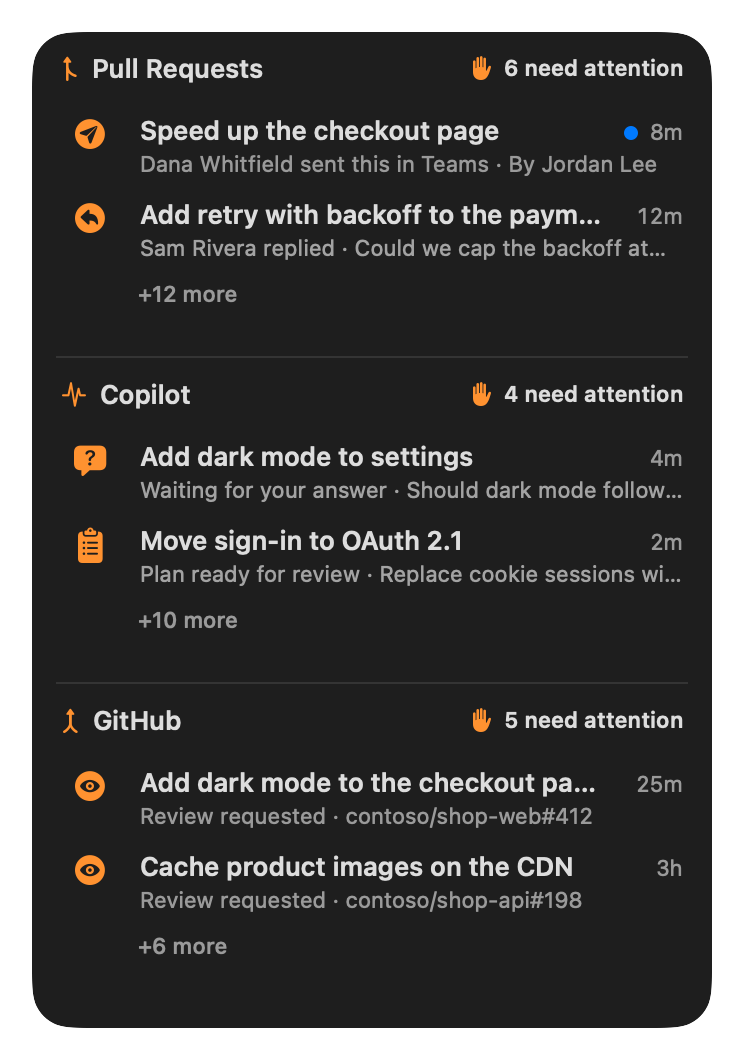 Pull Requests
6 need attention
Speed up the checkout page
8m
Dana Whitfield sent this in Teams · By Jordan Lee
Add retry with backoff to the paym...
12m
Sam Rivera replied · Could we cap the backoff at...
+12 more
Copilot
4 need attention
Add dark mode to settings
4m
Waiting for your answer · Should dark mode follow...
Move sign-in to OAuth 2.1
2m
Plan ready for review · Replace cookie sessions wi...
+10 more
GitHub
5 need attention
Add dark mode to the checkout pa...
25m
Review requested · contoso/shop-web#412
Cache product images on the CDN
3h
Review requested · contoso/shop-api#198
+6 more